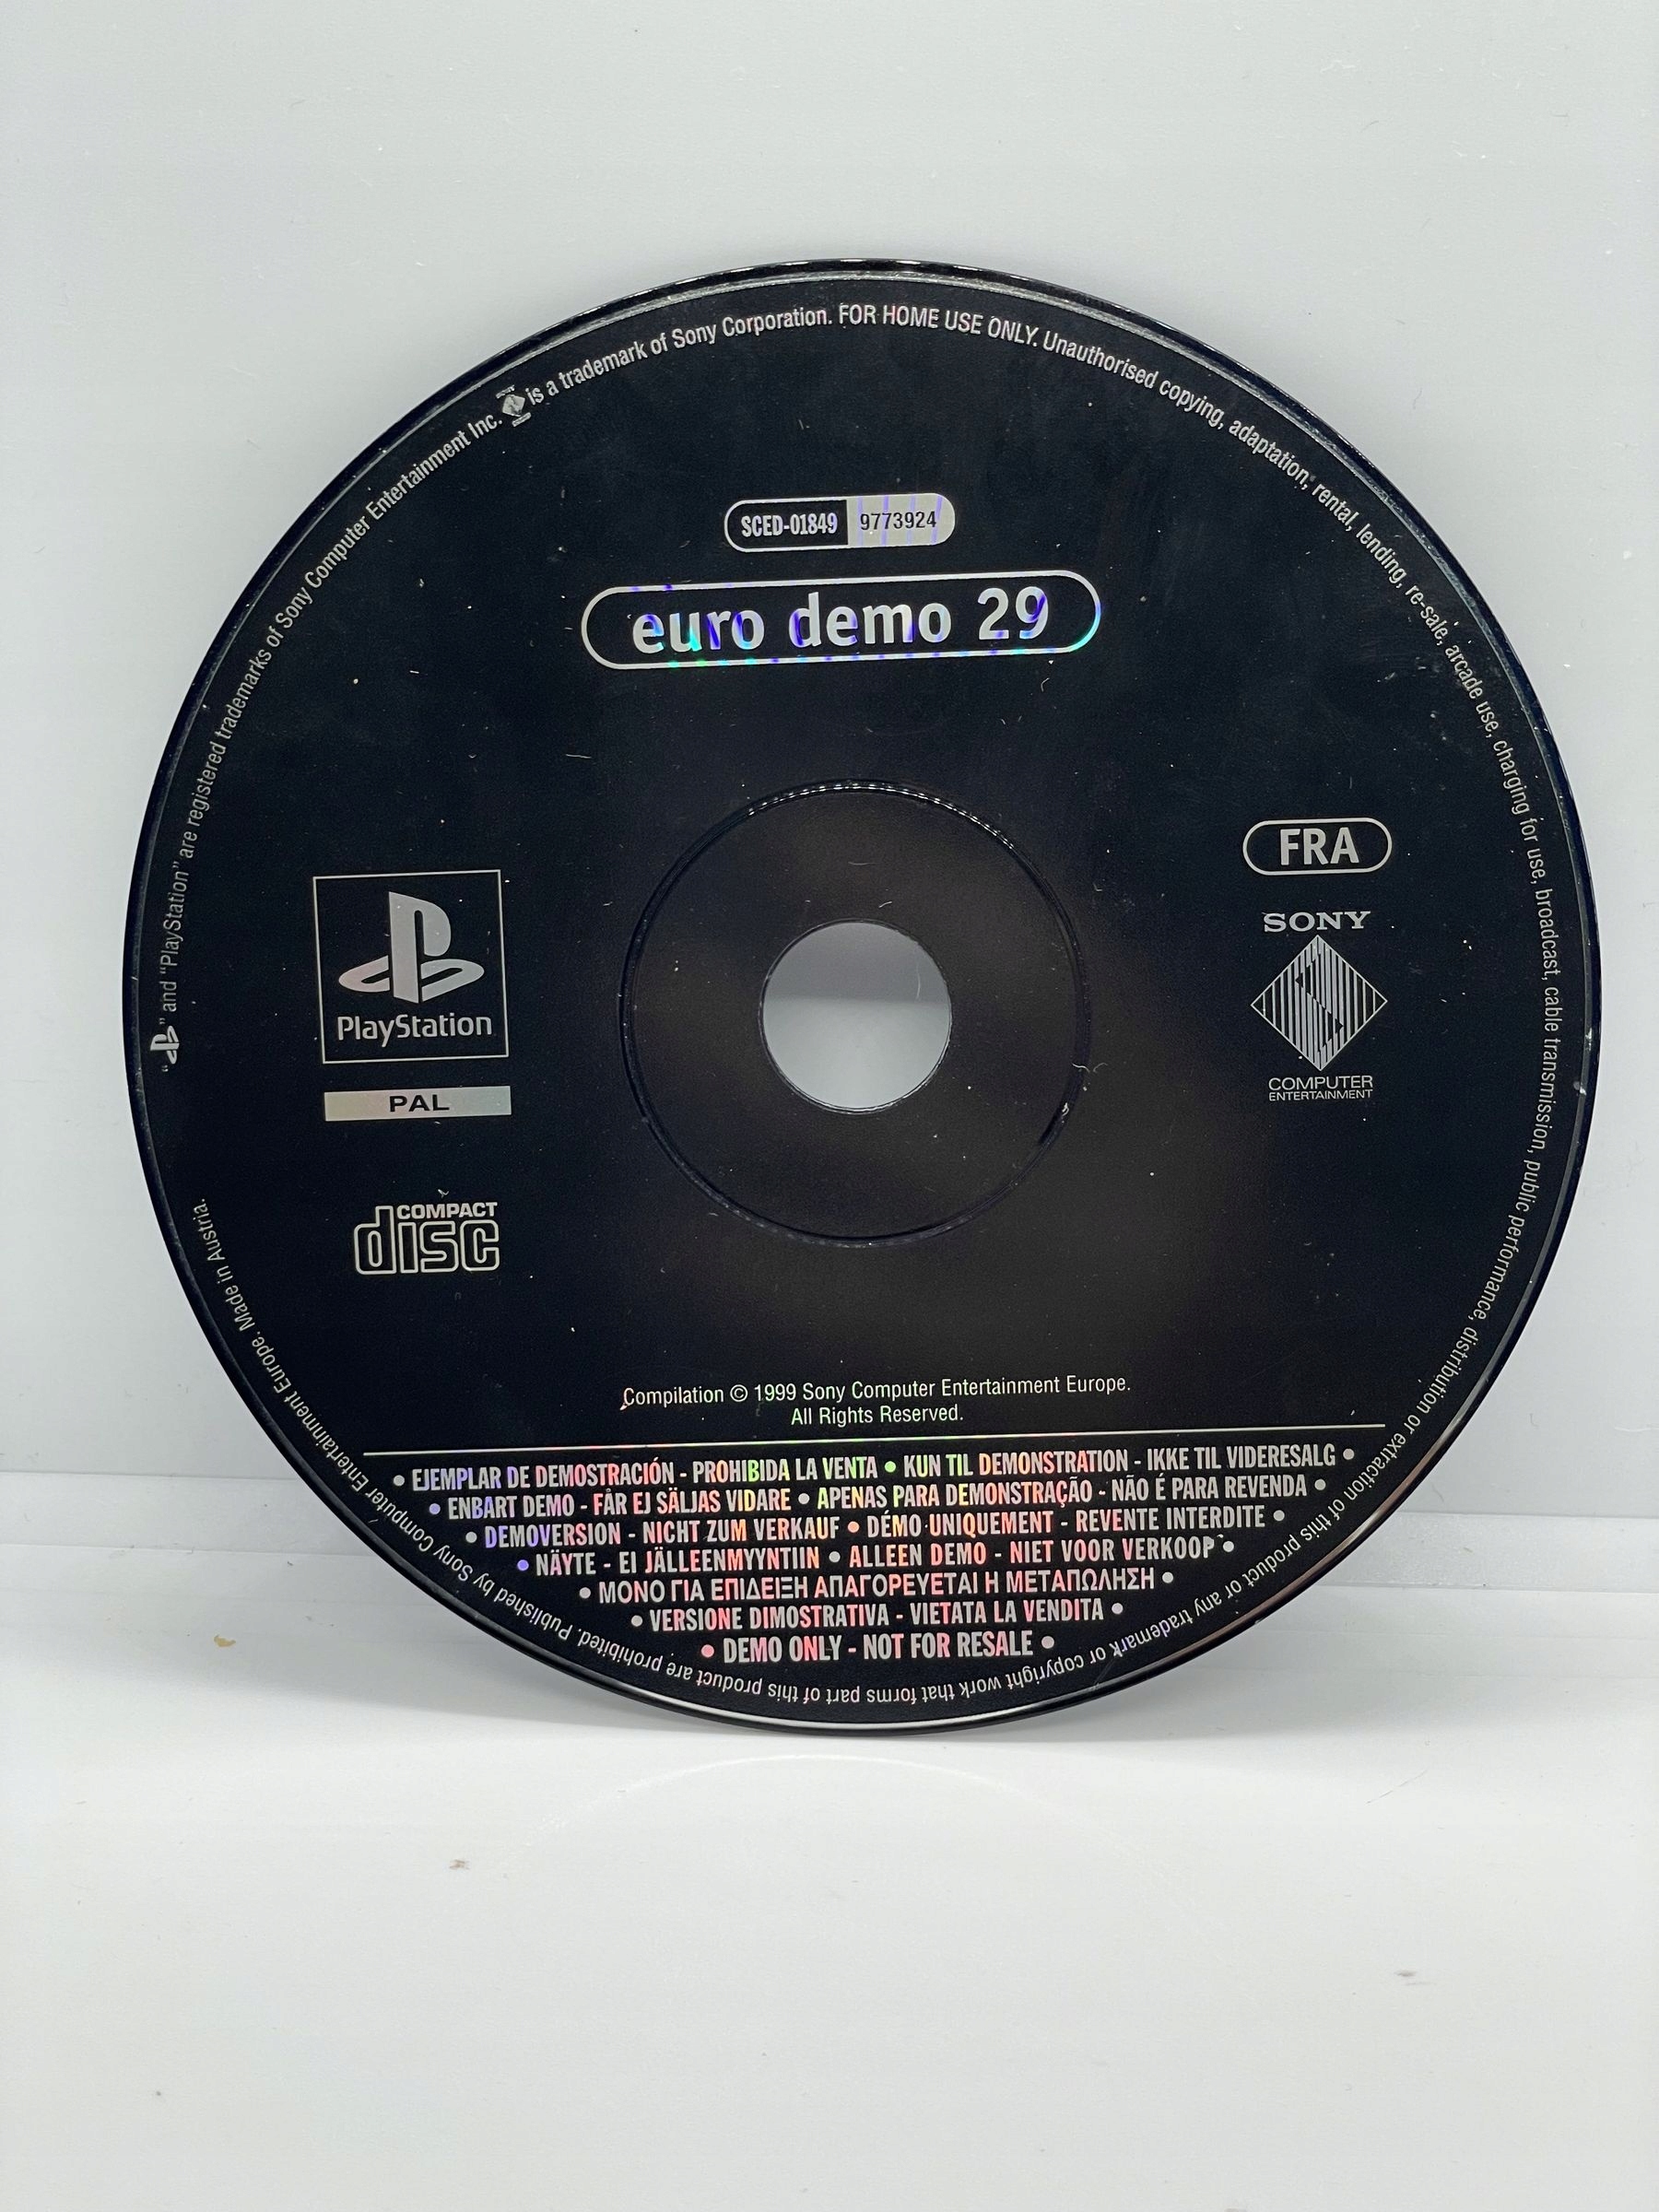 SCED-01849 9773924
euro demo 29
FRA
SONY
COMPUTER
ENTERTAINMENT
PlayStation
PAL
COMPACT
disc
Compilation © 1999 Sony Computer Entertainment Europe.
All Rights Reserved.
• EJEMPLAR DE DEMOSTRACIÓN - PROHIBIDA LA VENTA • KUN TIL DEMONSTRATION - IKKE TIL VIDERESALG •
• ENBART DEMO - FÅR EJ SÄLJAS VIDARE • APENAS PARA DEMONSTRAÇÃO - NÃO É PARA REVENDA •
• DEMOVERSION - NICHT ZUM VERKAUF • DÉMO UNIQUEMENT - REVENTE INTERDITE •
• NÄYTE - EI JÄLLEENMYYNTIIN • ALLEEN DEMO - NIET VOOR VERKOOP •
• ΜΟΝΟ ΓΙΑ ΕΠΙΔΕΙΞΗ ΑΠΑΓΟΡΕΥΕΤΑΙ Η ΜΕΤΑΠΩΛΗΣΗ •
• VERSIONE DIMOSTRATIVA - VIETATA LA VENDITA •
• DEMO ONLY - NOT FOR RESALE •
" " and "PlayStation" are registered trademarks of Sony Computer Entertainment Inc. is a trademark of Sony Corporation. FOR HOME USE ONLY. Unauthorised copying, adaptation, rental, lending, re-sale, arcade use, charging for use, broadcast, cable transmission, public performance, distribution or extraction of this product or any trademark or copyright work that forms part of this product are prohibited. Published by Sony Computer Entertainment Europe. Made in Austria.